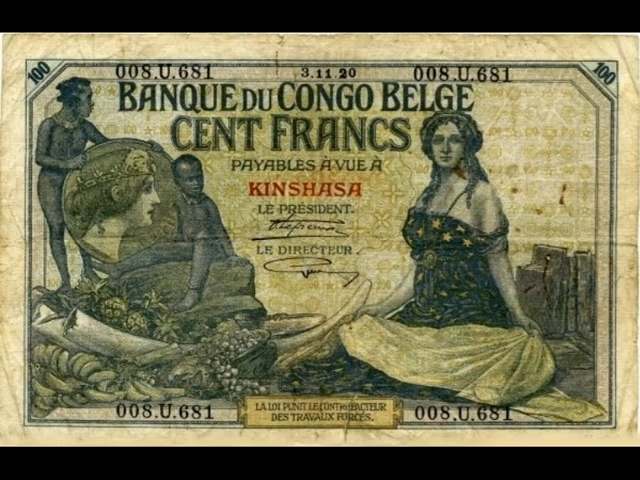 100 008.U.681 3.11.20 008.U.681 100
BANQUE DU CONGO BELGE
CENT FRANCS
PAYABLES À VUE À
KINSHASA
LE PRÉSIDENT.
LE DIRECTEUR.
008.U.681 008.U.681
LA LOI PUNIT LE CONTREFACTEUR
DES TRAVAUX FORCÉS.